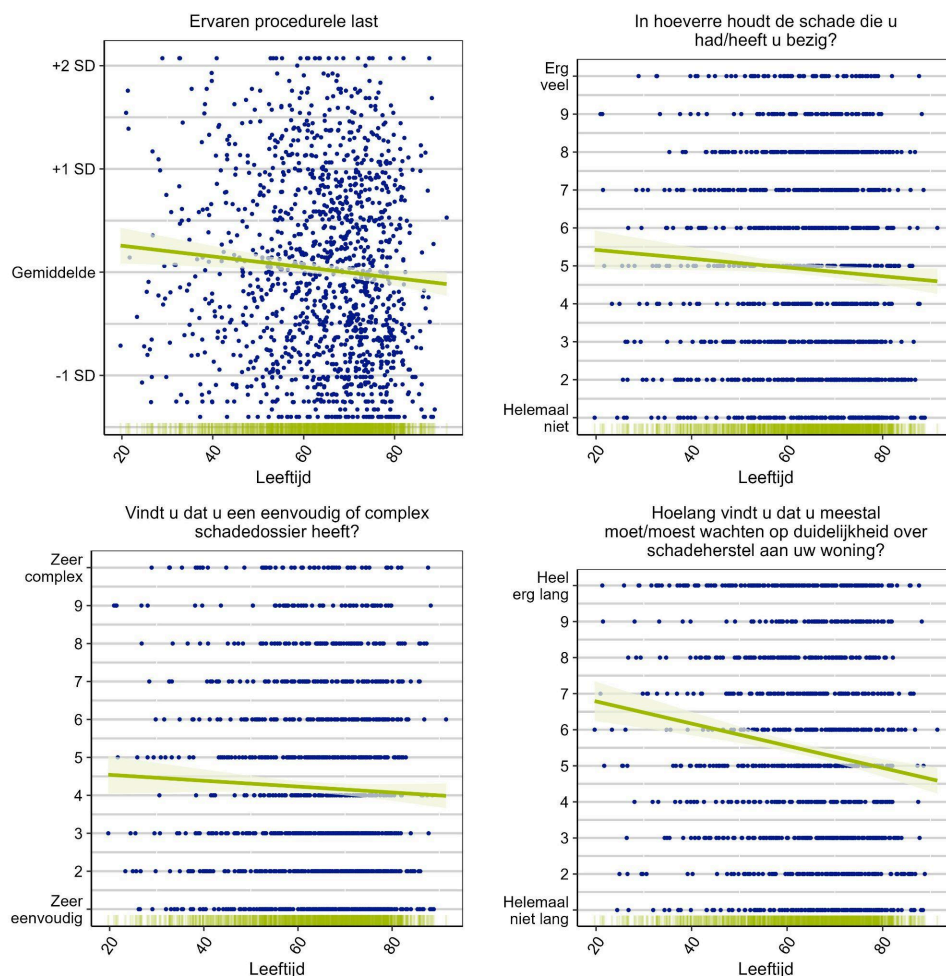 Ervaren procedurele last
+2 SD
+1 SD
Gemiddelde
-1 SD
20
40
60
80
Leeftijd
In hoeverre houdt de schade die u
had/heeft u bezig?
Erg
veel
9
8
7
6
5
4
3
2
Helemaal
niet
20
40
60
80
Leeftijd
Vindt u dat u een eenvoudig of complex
schadedossier heeft?
Zeer
complex
9
8
7
6
5
4
3
2
Zeer
eenvoudig
20
40
60
80
Leeftijd
Hoelang vindt u dat u meestal
moet/moest wachten op duidelijkheid over
schadeherstel aan uw woning?
Heel
erg lang
9
8
7
6
5
4
3
2
Helemaal
niet lang
20
40
60
80
Leeftijd